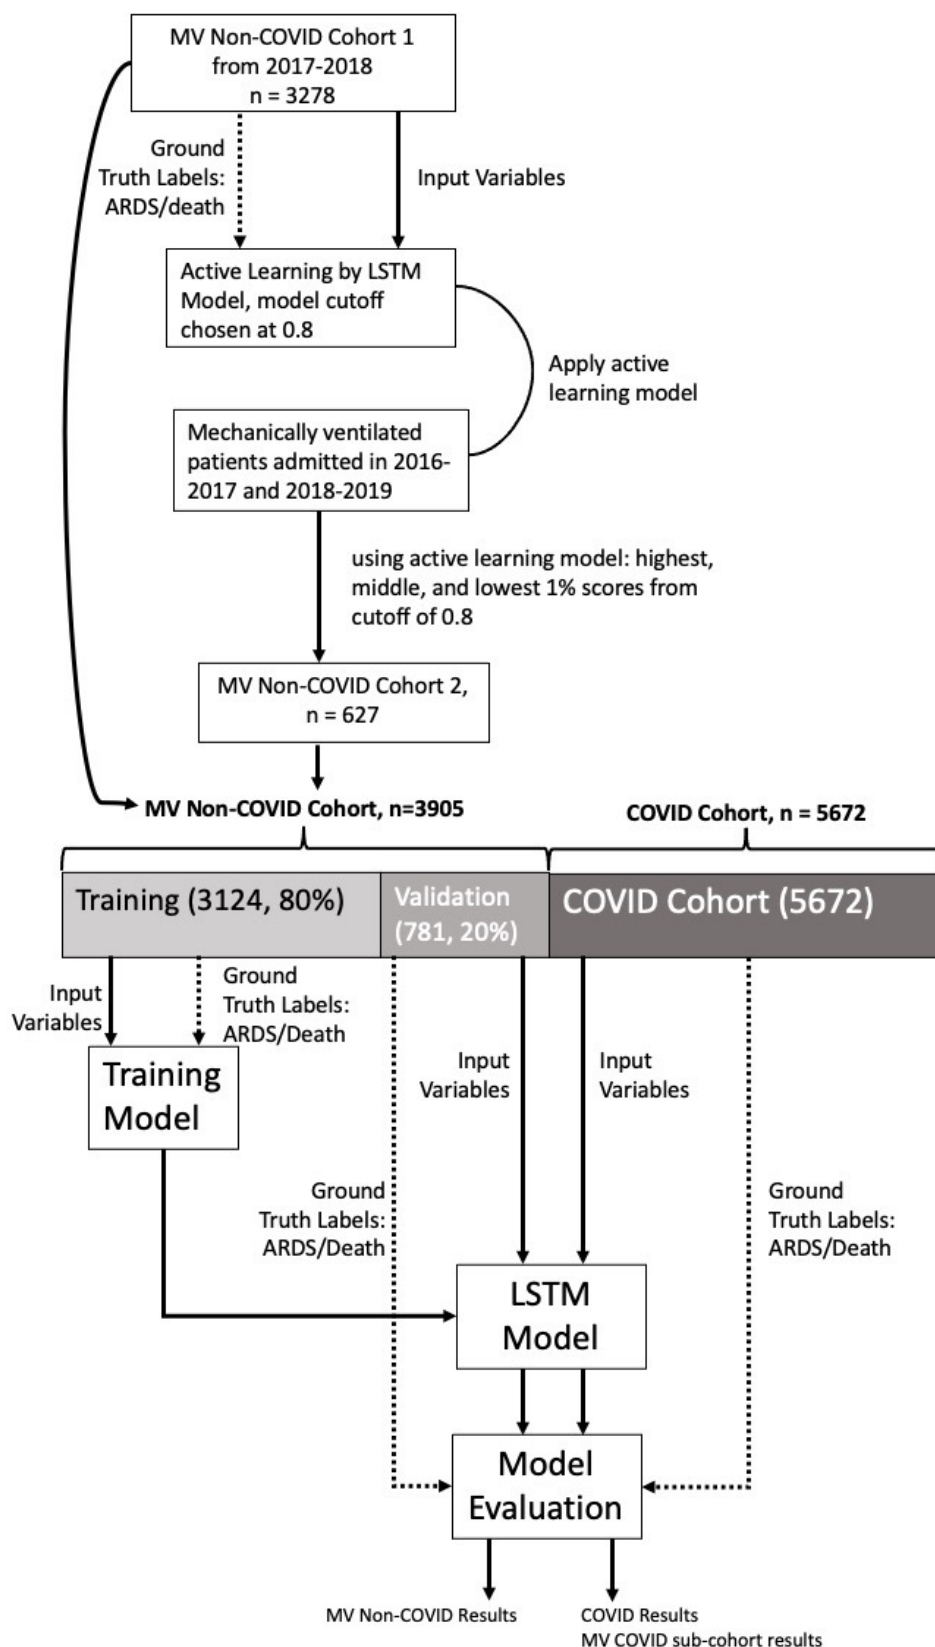 MV Non-COVID Cohort 1
from 2017-2018
n = 3278
Ground
Truth Labels:
ARDS/death
Input Variables
Active Learning by LSTM
Model, model cutoff
chosen at 0.8
Apply active
learning model
Mechanically ventilated
patients admitted in 2016-
2017 and 2018-2019
using active learning model: highest,
middle, and lowest 1% scores from
cutoff of 0.8
MV Non-COVID Cohort 2,
n = 627
MV Non-COVID Cohort, n=3905
COVID Cohort, n = 5672
Training (3124, 80%)
Validation
(781, 20%)
COVID Cohort (5672)
Input
Variables
Ground
Truth Labels:
ARDS/Death
Training
Model
Input
Variables
Input
Variables
Ground
Truth Labels:
ARDS/Death
Ground
Truth Labels:
ARDS/Death
LSTM
Model
Model
Evaluation
MV Non-COVID Results
COVID Results
MV COVID sub-cohort results